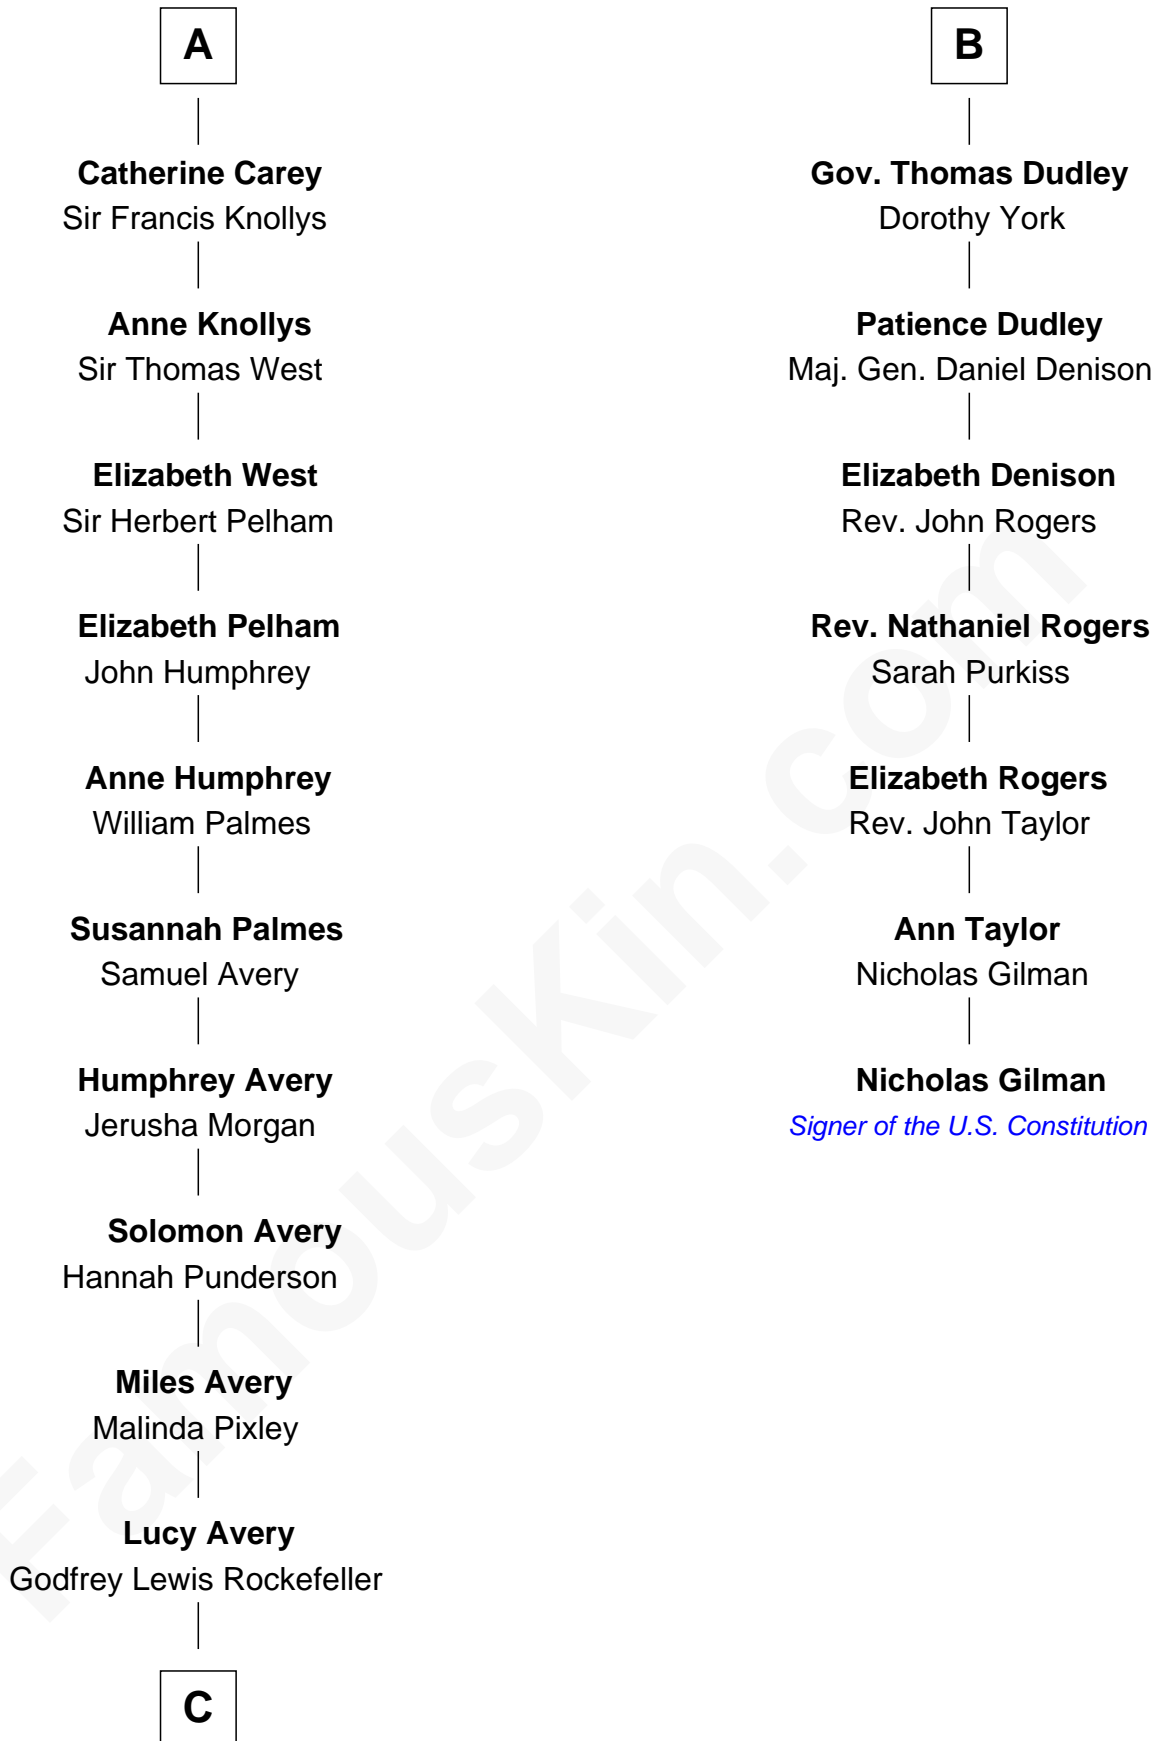 A
Catherine Carey
Sir Francis Knollys
Anne Knollys
Sir Thomas West
Elizabeth West
Sir Herbert Pelham
Elizabeth Pelham
John Humphrey
Anne Humphrey
William Palmes
Susannah Palmes
Samuel Avery
Humphrey Avery
Jerusha Morgan
Solomon Avery
Hannah Punderson
Miles Avery
Malinda Pixley
Lucy Avery
Godfrey Lewis Rockefeller
C
B
Gov. Thomas Dudley
Dorothy York
Patience Dudley
Maj. Gen. Daniel Denison
Elizabeth Denison
Rev. John Rogers
Rev. Nathaniel Rogers
Sarah Purkiss
Elizabeth Rogers
Rev. John Taylor
Ann Taylor
Nicholas Gilman
Nicholas Gilman
Signer of the U.S. Constitution
FamousKin.com